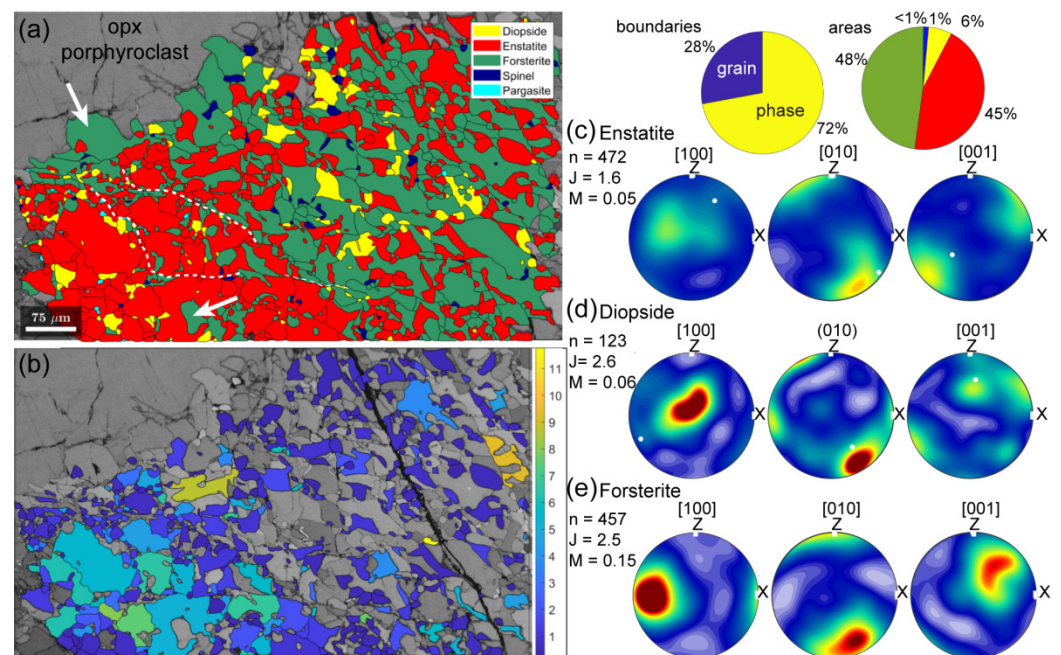 (a) opx
porphyroclast
Diopside
Enstatite
Forsterite
Spinel
Pargasite
75 μm
boundaries
28%
grain
phase
72%
areas
<1% 1% 6%
48%
45%
(b)
11
10
9
8
7
6
5
4
3
2
1
(c) Enstatite
n = 472
J = 1.6
M = 0.05
[100] [010] [001]
Z Z Z
X X X
(d) Diopside
n = 123
J= 2.6
M = 0.06
[100] (010) [001]
Z Z Z
X X X
(e) Forsterite
n = 457
J = 2.5
M = 0.15
[100] [010] [001]
Z Z Z
X X X